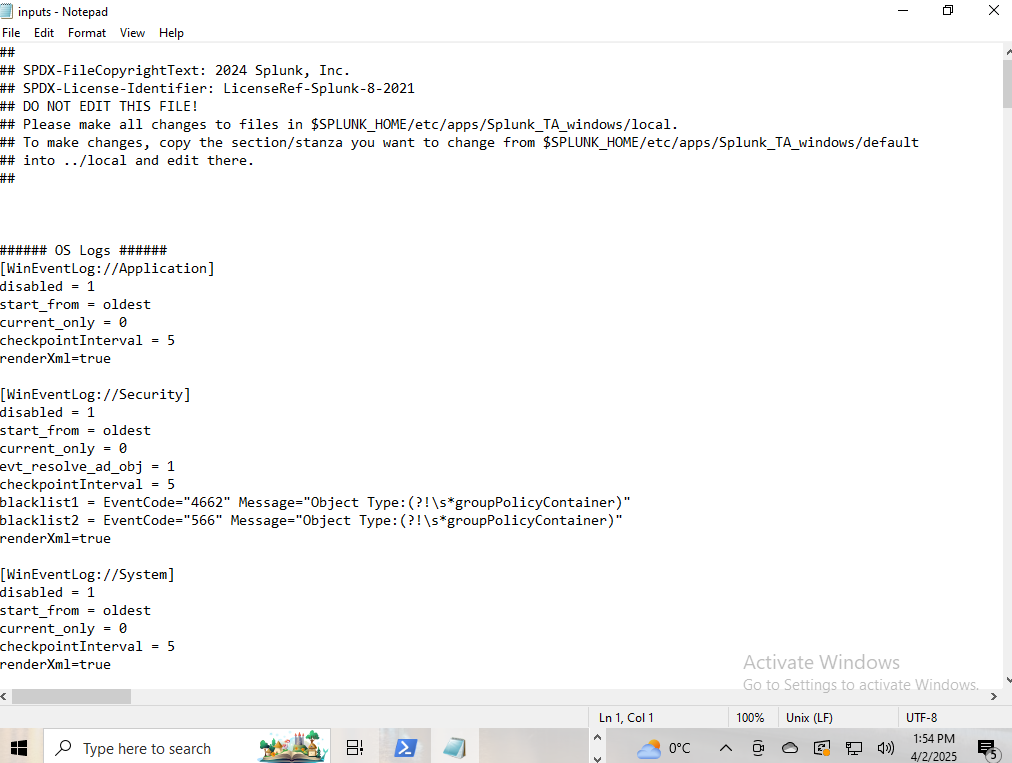 inputs - Notepad
File Edit Format View Help
##
## SPDX-FileCopyrightText: 2024 Splunk, Inc.
## SPDX-License-Identifier: LicenseRef-Splunk-8-2021
## DO NOT EDIT THIS FILE!
## Please make all changes to files in $SPLUNK_HOME/etc/apps/Splunk_TA_windows/local.
## To make changes, copy the section/stanza you want to change from $SPLUNK_HOME/etc/apps/Splunk_TA_windows/default
## into ../local and edit there.
##
###### OS Logs ######
[WinEventLog://Application]
disabled = 1
start_from = oldest
current_only = 0
checkpointInterval = 5
renderXml=true
[WinEventLog://Security]
disabled = 1
start_from = oldest
current_only = 0
evt_resolve_ad_obj = 1
checkpointInterval = 5
blacklist1 = EventCode="4662" Message="Object Type:(?!\s*groupPolicyContainer)"
blacklist2 = EventCode="566" Message="Object Type:(?!\s*groupPolicyContainer)"
renderXml=true
[WinEventLog://System]
disabled = 1
start_from = oldest
current_only = 0
checkpointInterval = 5
renderXml=true
Activate Windows
Go to Settings to activate Windows.
Ln 1, Col 1 100% Unix (LF) UTF-8
Type here to search
0°C
1:54 PM
4/2/2025
5